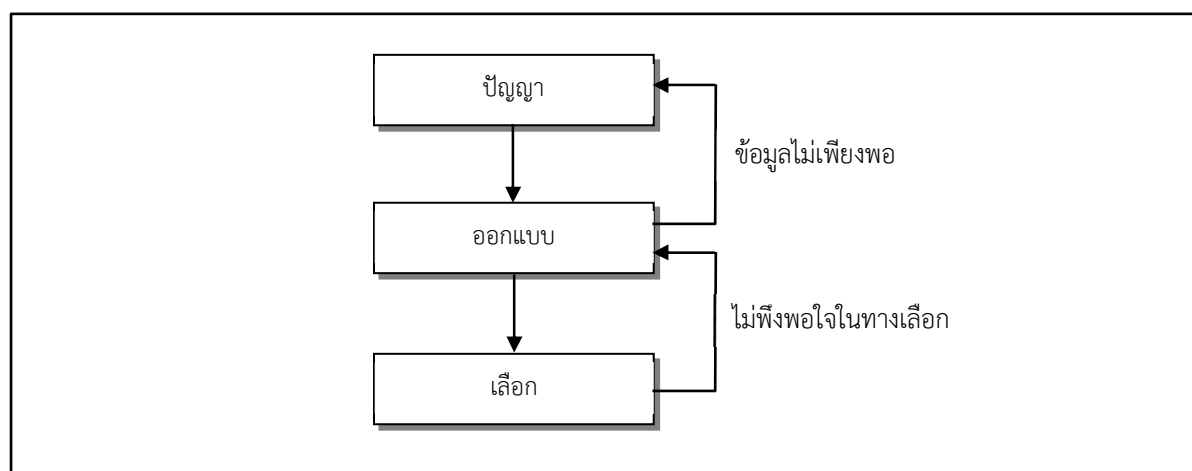 ปัญญา
ข้อมูลไม่เพียงพอ
ออกแบบ
ไม่พึงพอใจในทางเลือก
เลือก